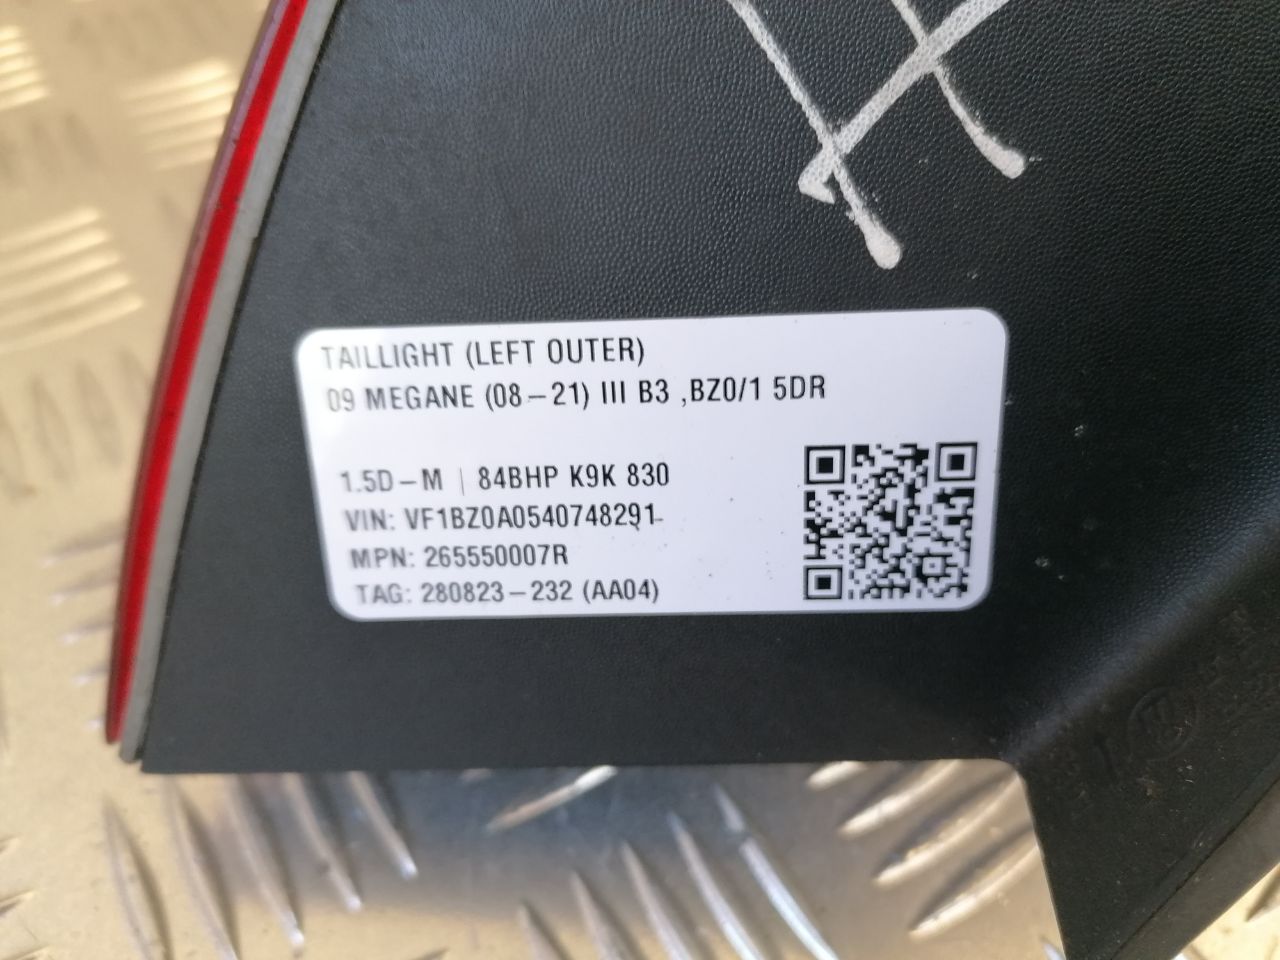 TAILLIGHT (LEFT OUTER)
09 MEGANE (08-21) III B3 ,BZ0/1 5DR
1.5D-M | 84BHP K9K 830
VIN: VF1BZ0A0540748291
MPN: 265550007R
TAG: 280823-232 (AA04)